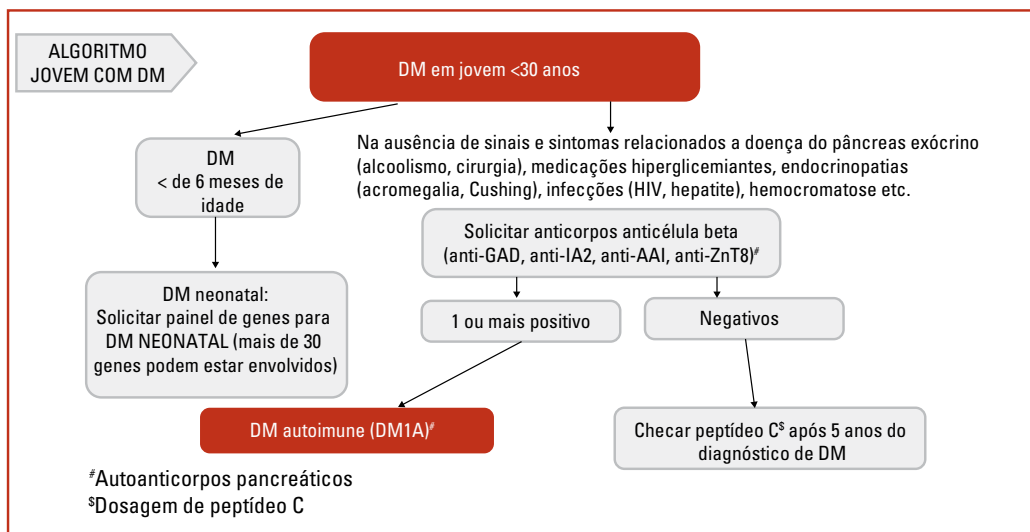 ALGORITMO
JOVEM COM DM
DM em jovem <30 anos
DM
< de 6 meses de
idade
Na ausência de sinais e sintomas relacionados a doença do pâncreas exócrino
(alcoolismo, cirurgia), medicações hiperglicemiantes, endocrinopatias
(acromegalia, Cushing), infecções (HIV, hepatite), hemocromatose etc.
Solicitar anticorpos anticélula beta
(anti-GAD, anti-IA2, anti-AAI, anti-ZnT8)#
DM neonatal:
Solicitar painel de genes para
DM NEONATAL (mais de 30
genes podem estar envolvidos)
1 ou mais positivo
Negativos
DM autoimune (DM1A)#
Checar peptídeo C$ após 5 anos do
diagnóstico de DM
#Autoanticorpos pancreáticos
$Dosagem de peptídeo C